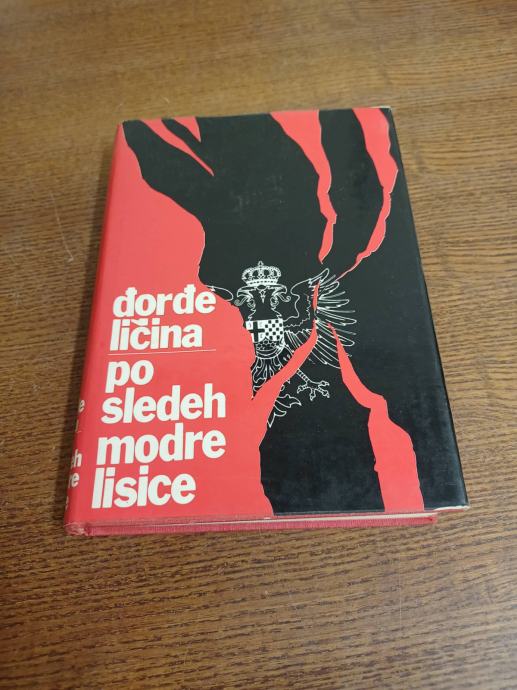 đorđe
ličina
po
sledeh
modre
lisice